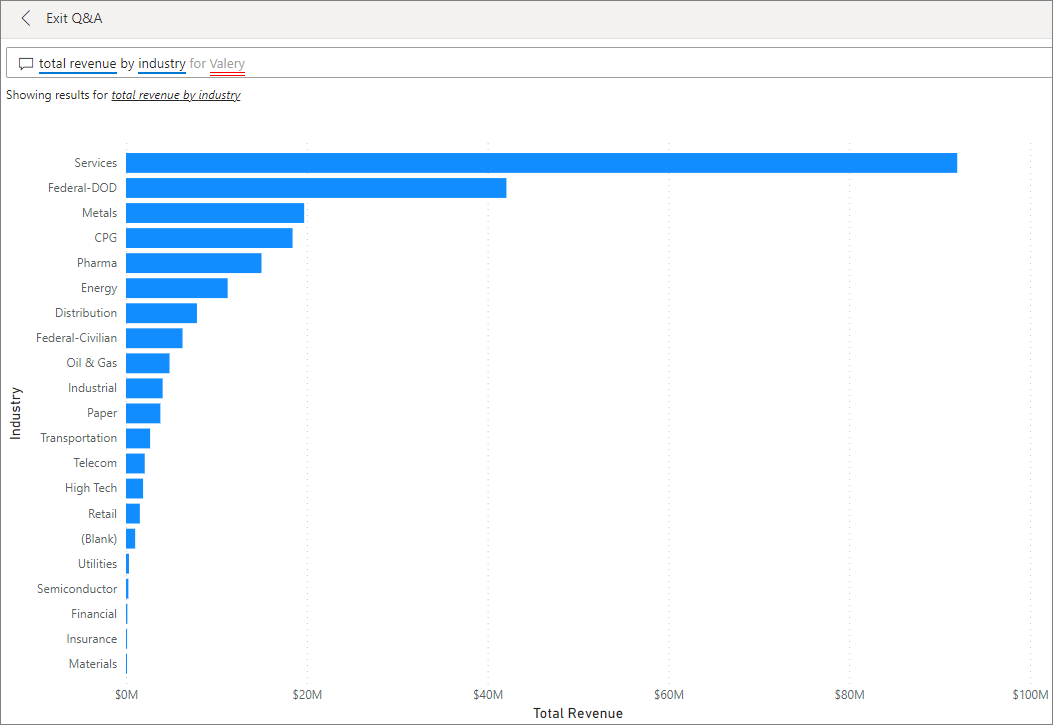 Exit Q&A
total revenue by industry for Valery
Showing results for total revenue by industry
Services
Federal-DOD
Metals
CPG
Pharma
Energy
Distribution
Federal-Civilian
Oil & Gas
Industrial
Paper
Transportation
Telecom
High Tech
Retail
(Blank)
Utilities
Semiconductor
Financial
Insurance
Materials
Industry
$0M $20M $40M $60M $80M $100M
Total Revenue